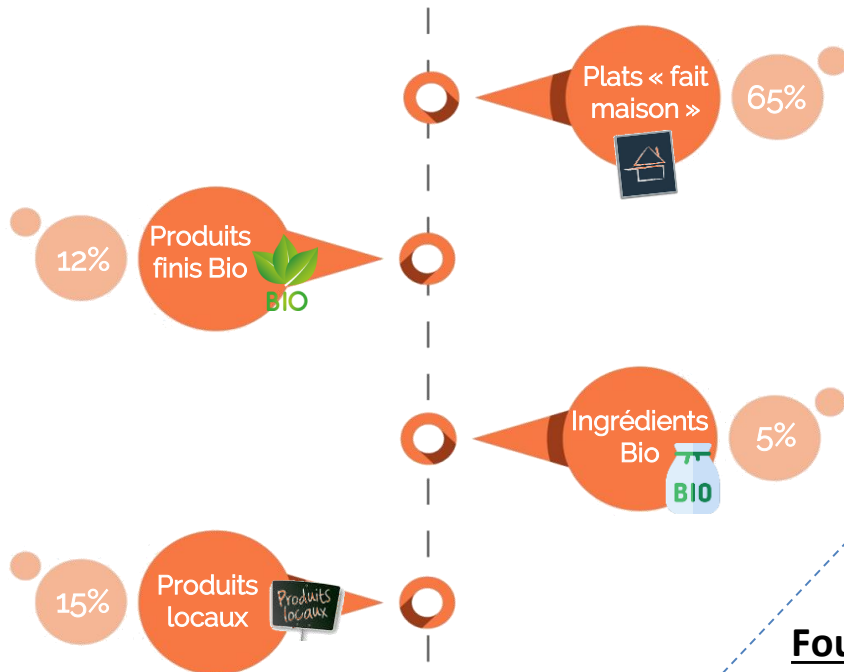 Plats « fait
maison »
65%
12%
Produits
finis Bio
BIO
Ingrédients
Bio
5%
BIO
15%
Produits
locaux
Produits
locaux